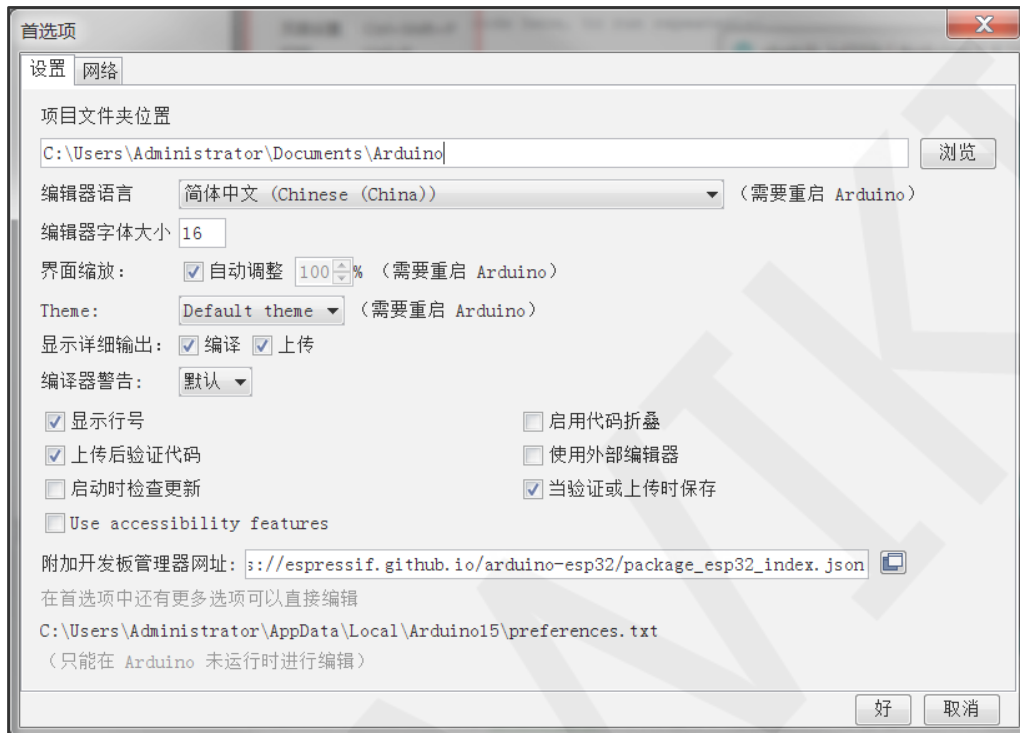 首选项
设置 网络
项目文件夹位置
C:\Users\Administrator\Documents\Arduino 浏览
编辑器语言 简体中文 (Chinese (China)) （需要重启 Arduino）
编辑器字体大小 16
界面缩放： 自动调整 100 % （需要重启 Arduino）
Theme: Default theme （需要重启 Arduino）
显示详细输出： 编译 上传
编译器警告: 默认
显示行号 启用代码折叠
上传后验证代码 使用外部编辑器
启动时检查更新 当验证或上传时保存
Use accessibility features
附加开发板管理器网址: s://espressif.github.io/arduino-esp32/package_esp32_index.json
在首选项中还有更多选项可以直接编辑
C:\Users\Administrator\AppData\Local\Arduino15\preferences.txt
（只能在 Arduino 未运行时进行编辑）
好 取消